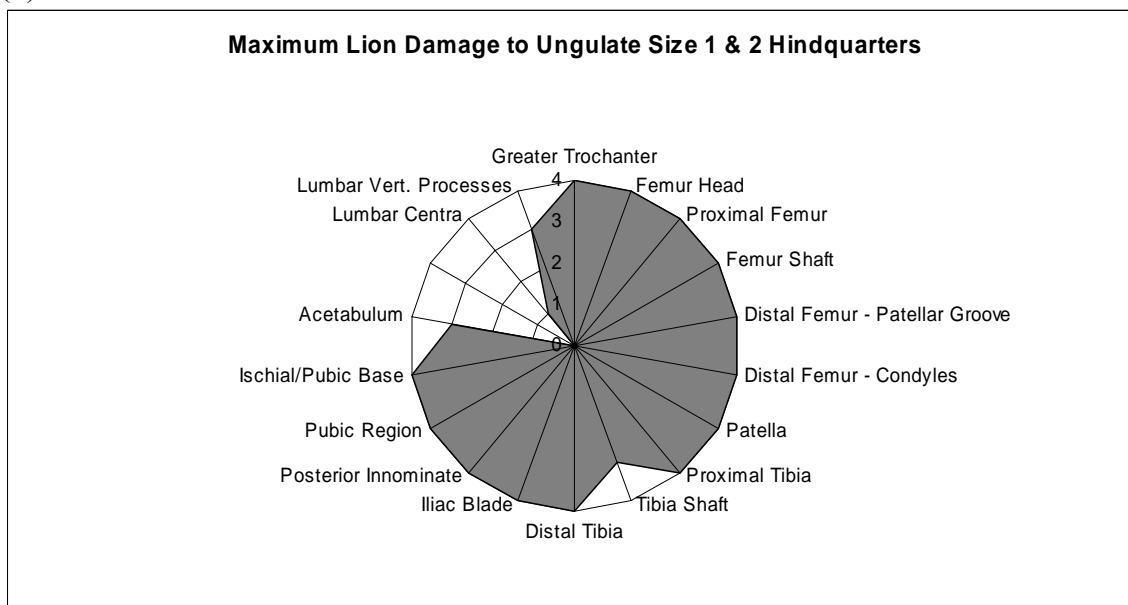 Maximum Lion Damage to Ungulate Size 1 & 2 Hindquarters
Greater Trochanter
Lumbar Vert. Processes
Femur Head
Lumbar Centra
Proximal Femur
Femur Shaft
Acetabulum
Distal Femur - Patellar Groove
Ischial/Pubic Base
Distal Femur - Condyles
Pubic Region
Patella
Posterior Innominate
Proximal Tibia
Iliac Blade
Tibia Shaft
Distal Tibia
4
3
2
1
0